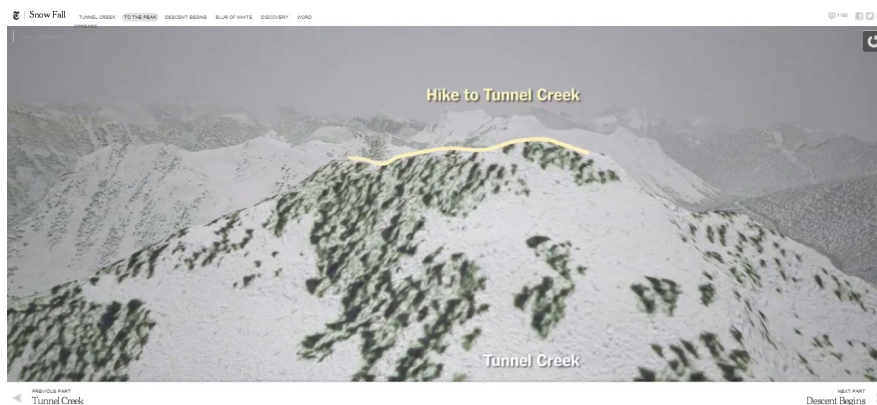 Snow Fall TUNNEL CREEK TO THE PEAK DESCENT BEGINS BLUR OF WHITE DISCOVERY WORD
Hike to Tunnel Creek
Tunnel Creek
PREVIOUS PART
Tunnel Creek
NEXT PART
Descent Begins